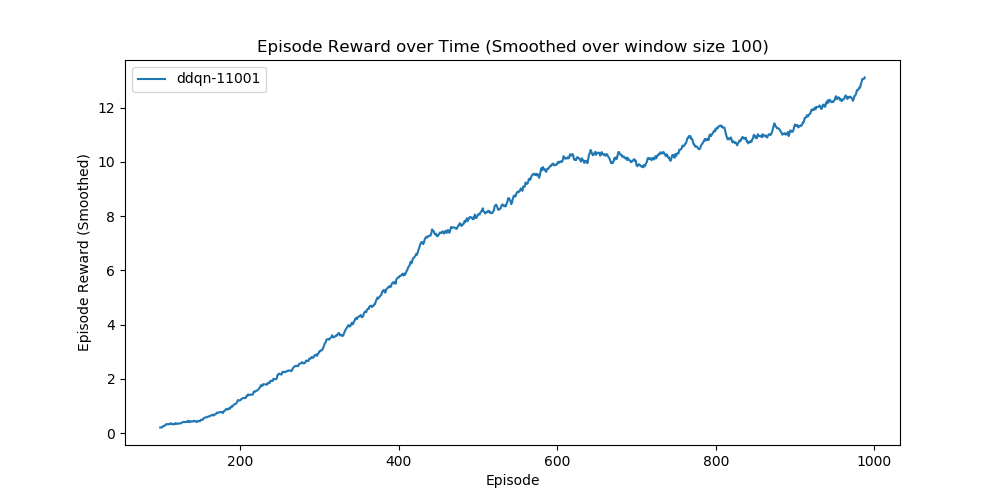 Episode Reward over Time (Smoothed over window size 100)
ddqn-11001
Episode Reward (Smoothed)
12
10
8
6
4
2
0
200 400 600 800 1000
Episode